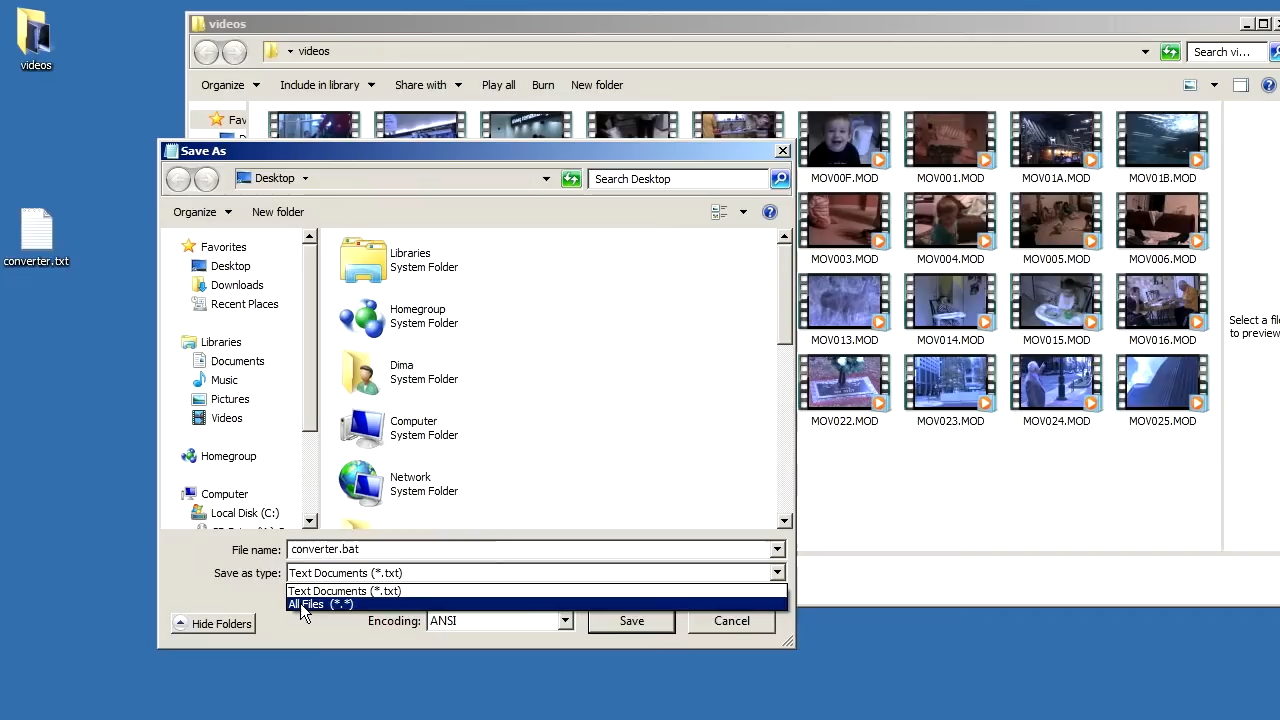 videos
converter.txt
videos
videos
Search vi...
Organize
Include in library
Share with
Play all
Burn
New folder
Fav
MOV00F.MOD
MOV001.MOD
MOV01A.MOD
MOV01B.MOD
MOV003.MOD
MOV004.MOD
MOV005.MOD
MOV006.MOD
MOV013.MOD
MOV014.MOD
MOV015.MOD
MOV016.MOD
MOV022.MOD
MOV023.MOD
MOV024.MOD
MOV025.MOD
Select a file
to preview
Save As
Desktop
Search Desktop
Organize
New folder
Favorites
Desktop
Downloads
Recent Places
Libraries
Documents
Music
Pictures
Videos
Homegroup
Computer
Local Disk (C:)
Libraries
System Folder
Homegroup
System Folder
Dima
System Folder
Computer
System Folder
Network
System Folder
File name:
converter.bat
Save as type:
Text Documents (*.txt)
Text Documents (*.txt)
All Files (*.*)
Hide Folders
Encoding:
ANSI
Save
Cancel